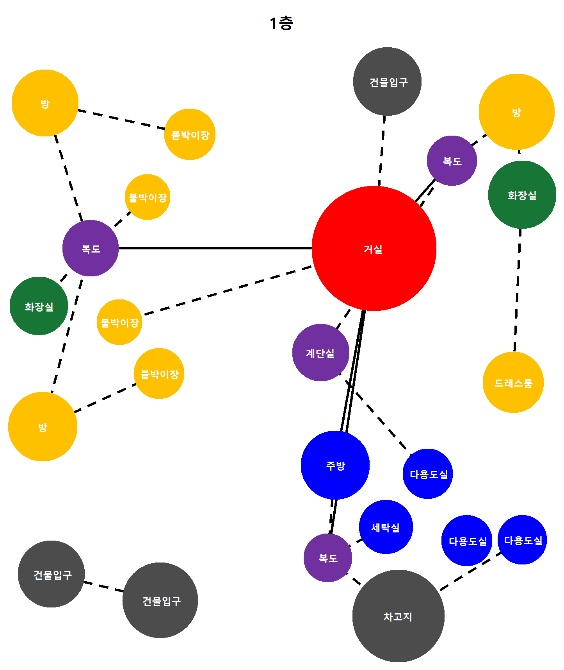 1층
건물입구
방
방
붙박이장
복도
붙박이장
화장실
복도
거실
화장실
붙박이장
계단실
붙박이장
드레스룸
방
주방
다용도실
세탁실
다용도실
다용도실
복도
건물입구
건물입구
차고지